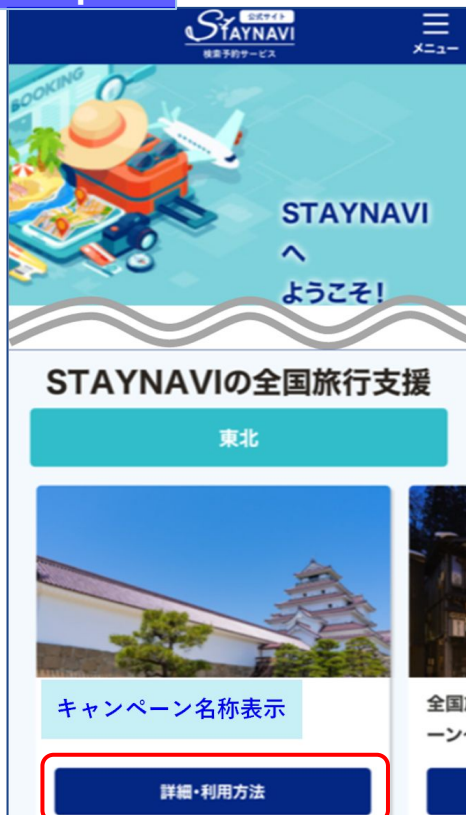 公式サイト
STAYNAVI
検索予約サービス
メニュー
BOOKING
STAYNAVI
へ
ようこそ!
STAYNAVIの全国旅行支援
東北
キャンペーン名称表示
全国
ーン
詳細・利用方法